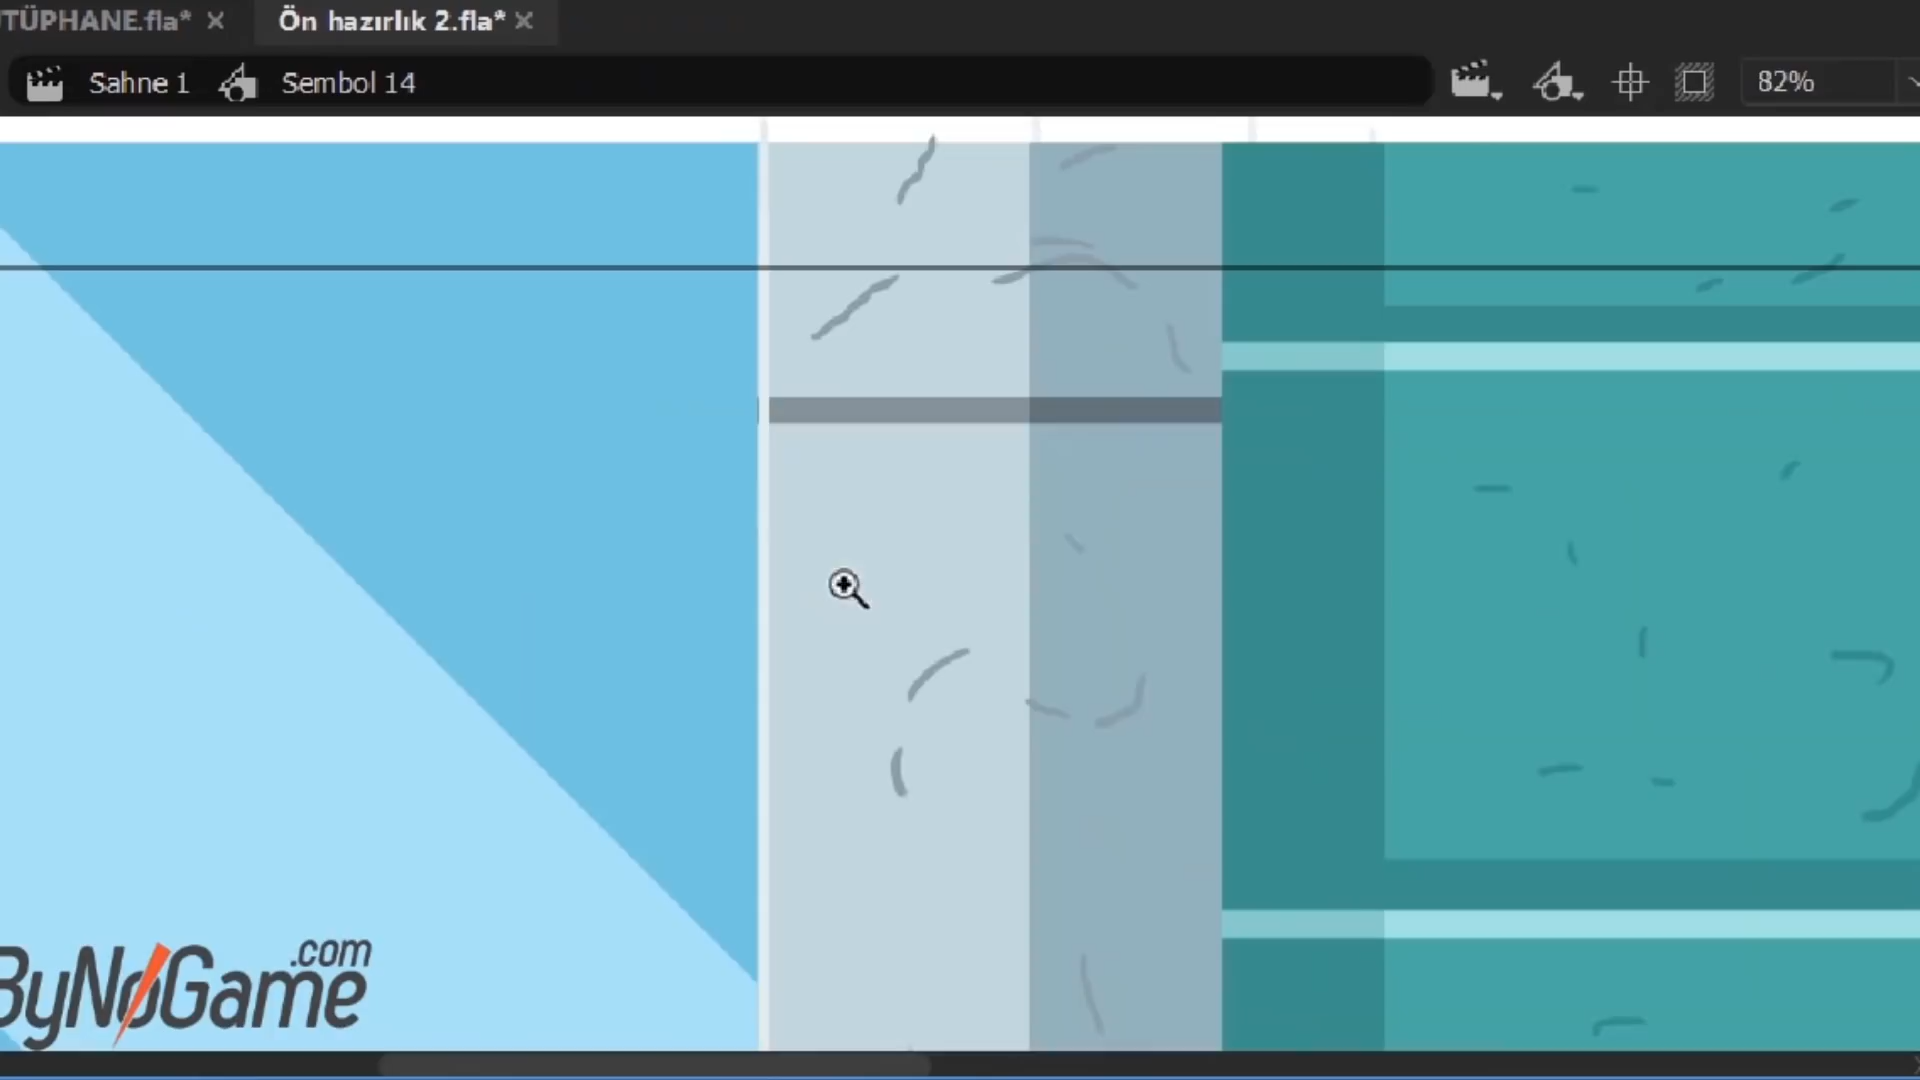 TÜPHANE.fla*
Ön hazırlık 2.fla*
Sahne 1
Sembol 14
82%
ByNoGame
.com